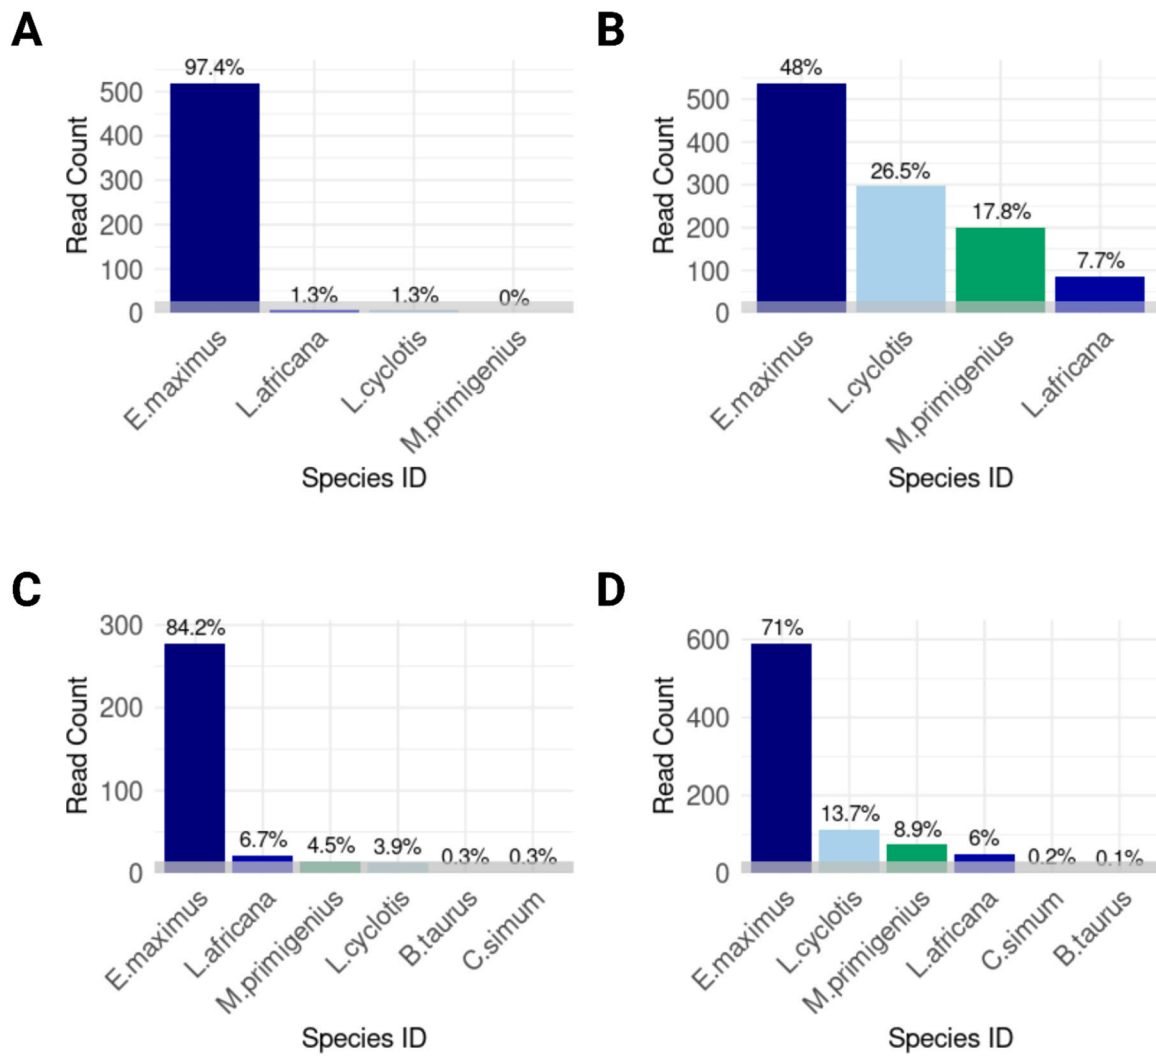 A
97.4%
500
400
300
200
100
0
1.3%
1.3%
0%
Read Count
E.maximus
L.africana
L.cyclotis
M.primigenius
Species ID
B
48%
500
400
300
200
100
0
26.5%
17.8%
7.7%
Read Count
E.maximus
L.cyclotis
M.primigenius
L.africana
Species ID
C
300
200
100
0
84.2%
6.7%
4.5%
3.9%
0.3%
0.3%
Read Count
E.maximus
L.africana
M.primigenius
L.cyclotis
B.taurus
C.simum
Species ID
D
600
400
200
0
71%
13.7%
8.9%
6%
0.2%
0.1%
Read Count
E.maximus
L.cyclotis
M.primigenius
L.africana
C.simum
B.taurus
Species ID